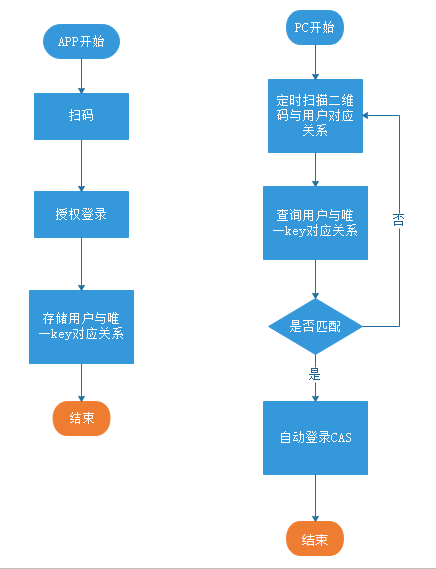 APP开始
扫码
授权登录
存储用户与唯
一key对应关系
结束
PC开始
定时扫描二维
码与用户对应
关系
查询用户与唯
一key对应关系
是否匹配
否
是
自动登录CAS
结束